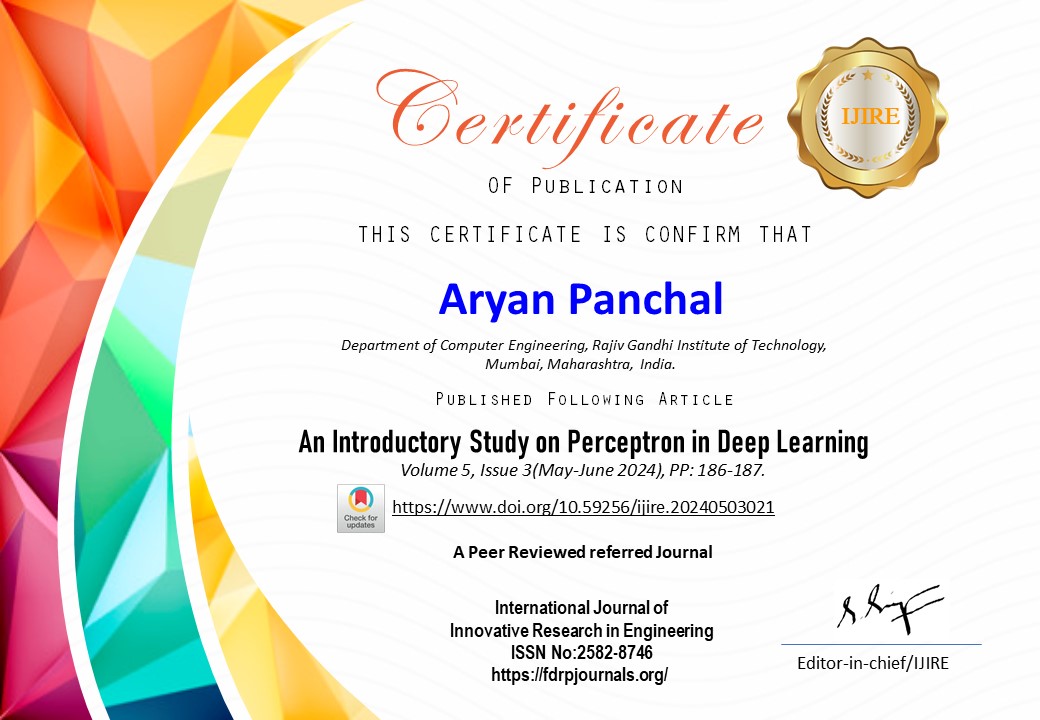 Certificate
IJIRE
OF PUBLICATION
THIS CERTIFICATE IS CONFIRM THAT
Aryan Panchal
Department of Computer Engineering, Rajiv Gandhi Institute of Technology,
Mumbai, Maharashtra, India.
PUBLISHED FOLLOWING ARTICLE
An Introductory Study on Perceptron in Deep Learning
Volume 5, Issue 3(May-June 2024), PP: 186-187.
Check for
updates
https://www.doi.org/10.59256/ijire.20240503021
A Peer Reviewed referred Journal
International Journal of
Innovative Research in Engineering
ISSN No:2582-8746
https://fdrpjournals.org/
Editor-in-chief/IJIRE